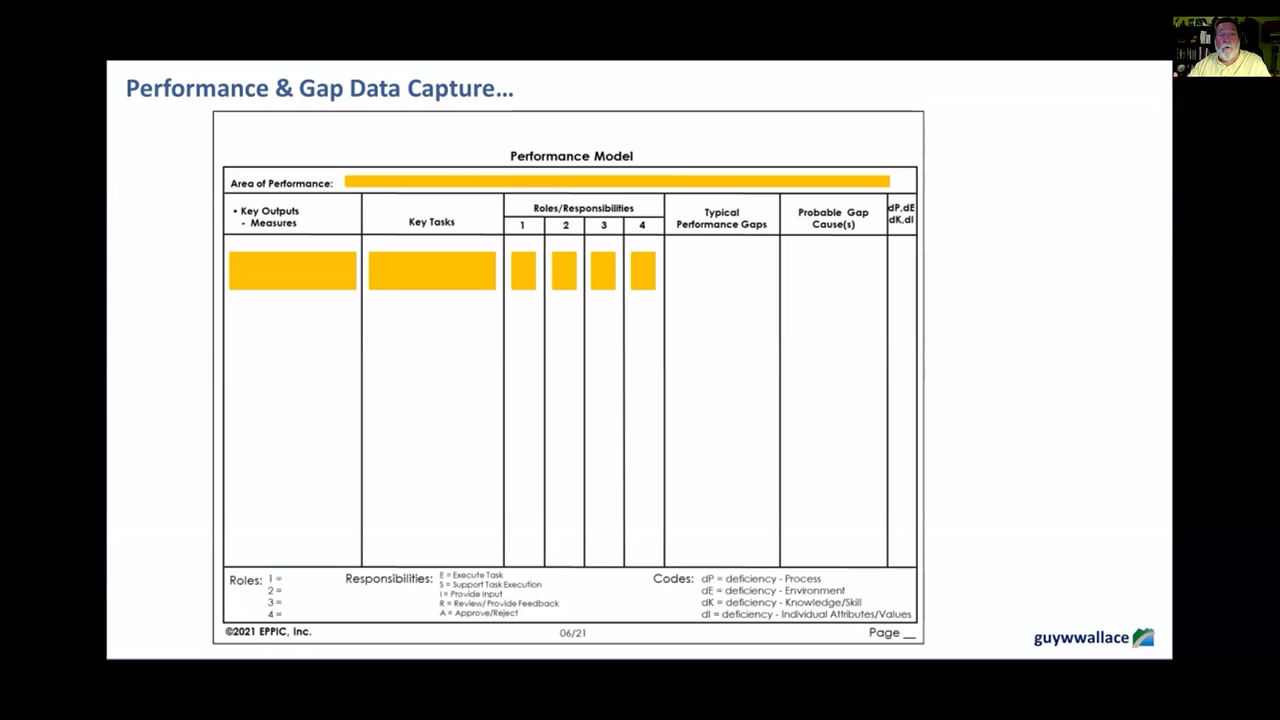 Performance & Gap Data Capture…
Performance Model
Area of Performance:
• Key Outputs
- Measures
Key Tasks
Roles/Responsibilities
1 2 3 4
Typical
Performance Gaps
Probable Gap
Cause(s)
dP,dE
dK,dI
Roles: 1 =
2 =
3 =
4 =
Responsibilities: E = Execute Task
S = Support Task Execution
I = Provide Input
R = Review/ Provide Feedback
A = Approve/Reject
Codes: dP = deficiency - Process
dE = deficiency - Environment
dK = deficiency - Knowledge/Skill
dI = deficiency - Individual Attributes/Values
©2021 EPPIC, Inc.
06/21
Page __
guywwallace